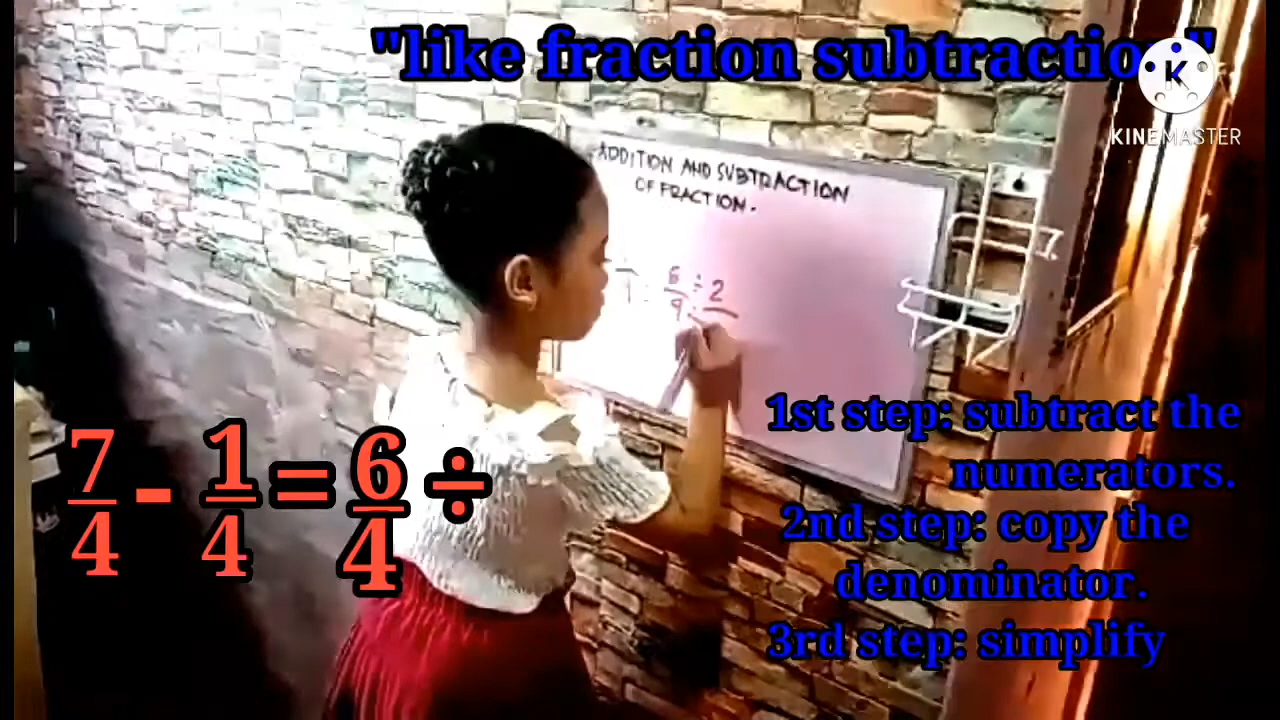 "like fraction subtraction"
KINEMASTER
ADDITION AND SUBTRACTION
OF FRACTION.
6 ÷ 2
7/4 - 1/4 = 6/4 ÷
1st step: subtract the
numerators.
2nd step: copy the
denominator.
3rd step: simplify